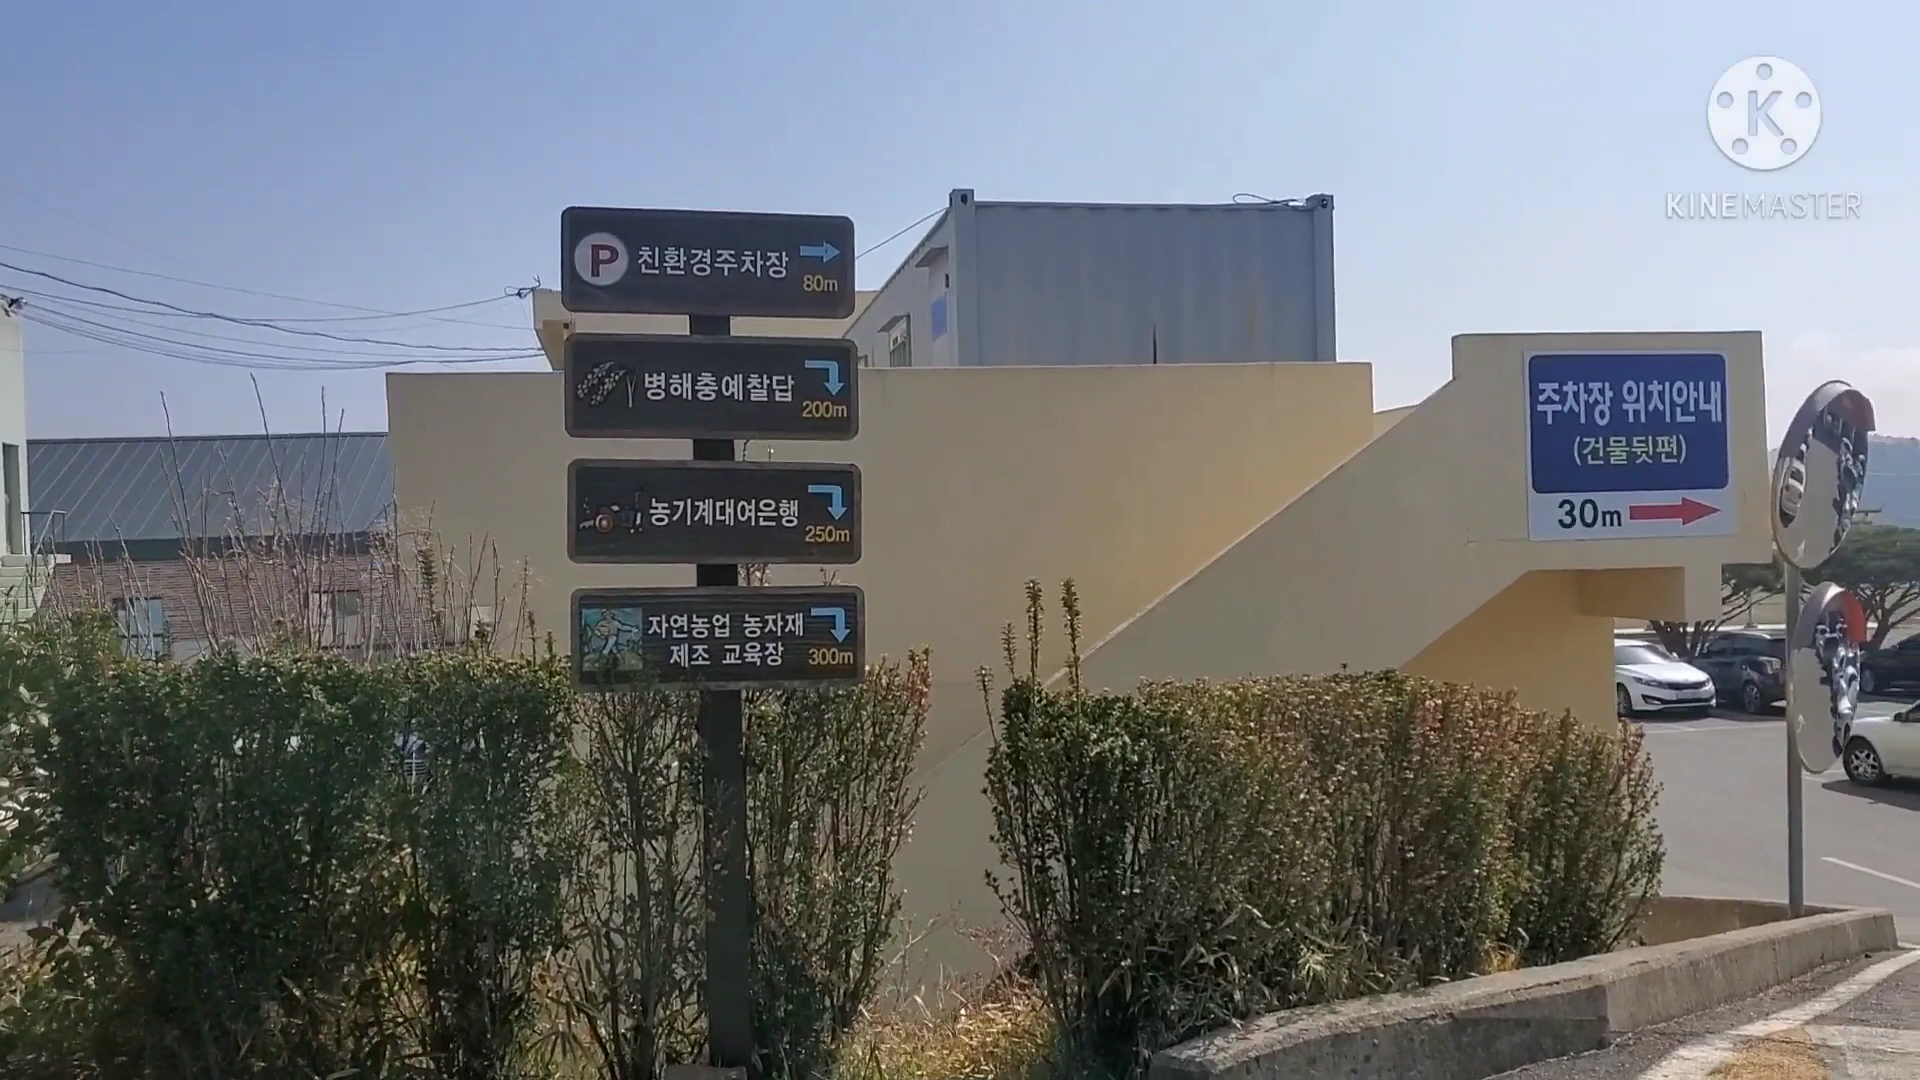 K
KINEMASTER
P 친환경주차장
80m
병해충예찰답
200m
농기계대여은행
250m
자연농업 농자재
제조 교육장
300m
주차장 위치안내
(건물뒷편)
30m